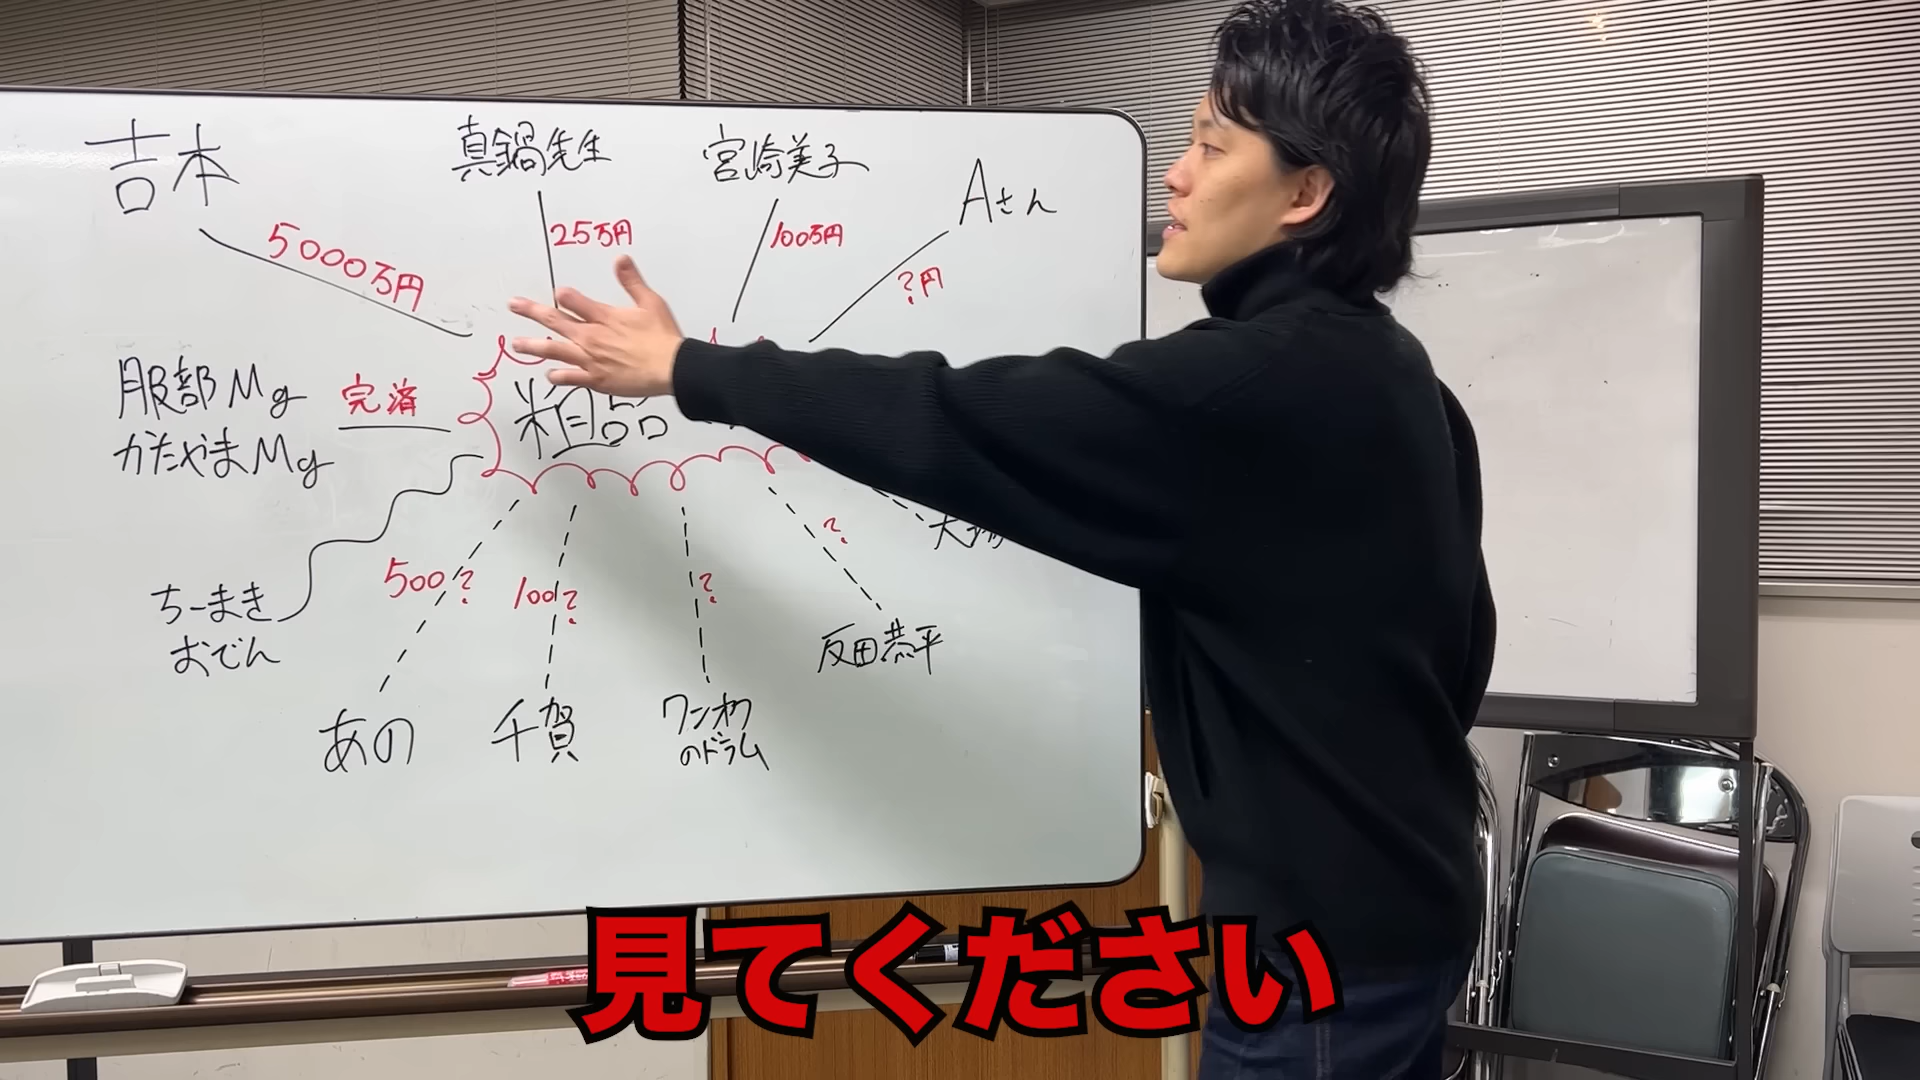 吉本
真鍋先生
宮崎美子
Aさん
5000万円
25万円
100万円
?円
服部Mg
かたやまMg
完済
粗品
大
ちーまき
おでん
500?
100?
?
?
反田恭平
あの
千賀
ワンオク
のドラム
見てください